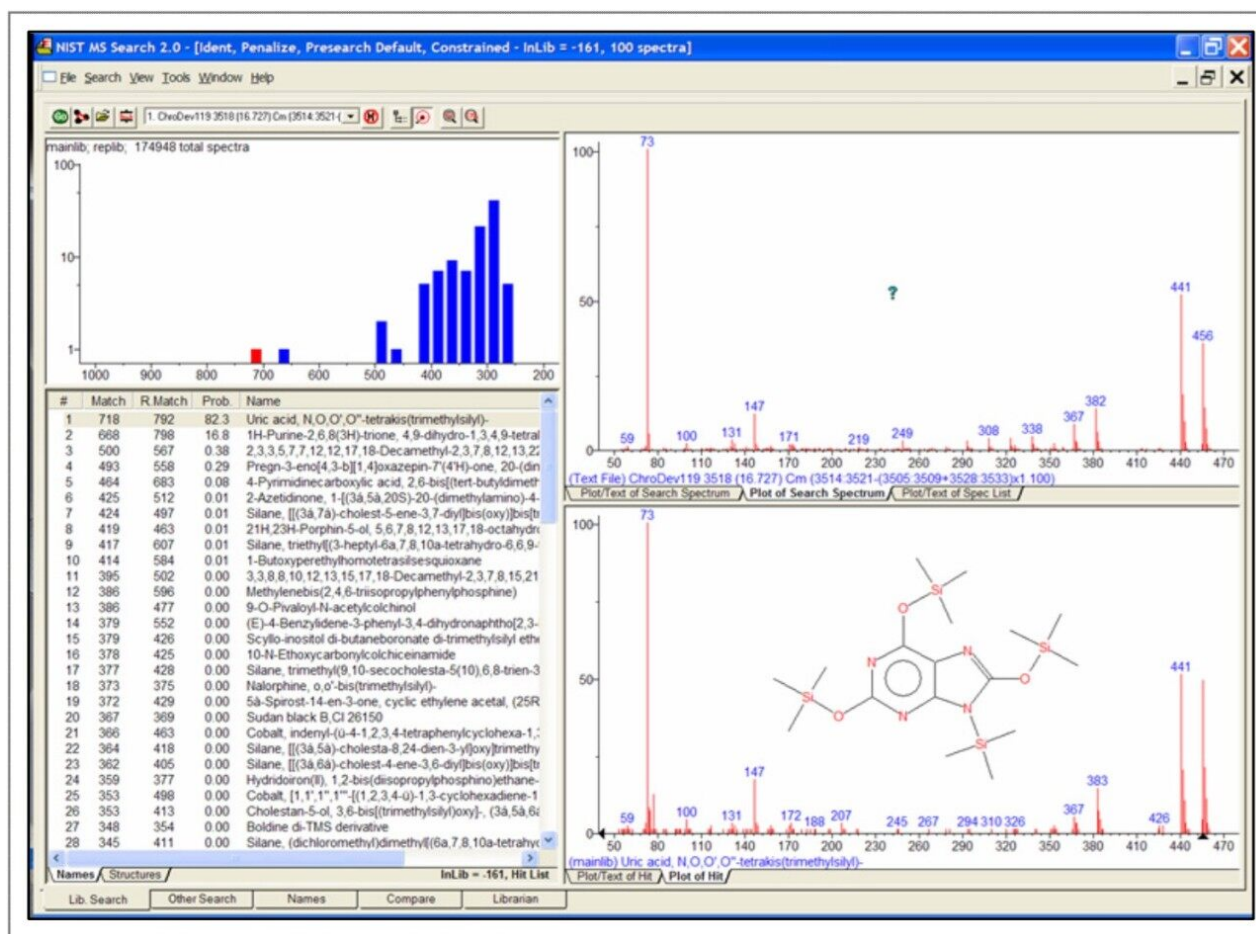 NIST MS Search 2.0 - [Ident, Penalize, Presearch Default, Constrained - InLib = -161, 100 spectra]
File Search View Tools Window Help
1. ChroDev119 3518 (16.727) Cm (3514:3521-(
mainlib; replib; 174948 total spectra
100
10
1
1000 900 800 700 600 500 400 300 200
# Match R.Match Prob. Name
1 718 792 82.3 Uric acid, N,O,O',O''-tetrakis(trimethylsilyl)-
2 668 798 16.8 1H-Purine-2,6,8(3H)-trione, 4,9-dihydro-1,3,4,9-tetral
3 500 567 0.38 2,3,3,5,7,7,12,12,17,18-Decamethyl-2,3,7,8,12,13,22
4 493 558 0.29 Pregn-3-eno[4,3-b][1,4]oxazepin-7'(4'H)-one, 20-(din
5 464 683 0.08 4-Pyrimidinecarboxylic acid, 2,6-bis[(tert-butyldimeth
6 425 512 0.01 2-Azetidinone, 1-[(3á,5à,20S)-20-(dimethylamino)-4-
7 424 497 0.01 Silane, [[(3á,7à)-cholest-5-ene-3,7-diyl]bis(oxy)]bis[tr
8 419 463 0.01 21H,23H-Porphin-5-ol, 5,6,7,8,12,13,17,18-octahydr
9 417 607 0.01 Silane, triethyl[(3-heptyl-6a,7,8,10a-tetrahydro-6,6,9-
10 414 584 0.01 1-Butoxyperethylhomotetrasilsesquioxane
11 395 502 0.00 3,3,8,8,10,12,13,15,17,18-Decamethyl-2,3,7,8,15,21
12 386 596 0.00 Methylenebis(2,4,6-triisopropylphenylphosphine)
13 386 477 0.00 9-O-Pivaloyl-N-acetylcolchinol
14 379 552 0.00 (E)-4-Benzylidene-3-phenyl-3,4-dihydronaphtho[2,3-
15 379 426 0.00 Scyllo-inositol di-butaneboronate di-trimethylsilyl eth
16 378 425 0.00 10-N-Ethoxycarbonylcolchiceinamide
17 377 428 0.00 Silane, trimethyl(9,10-secocholesta-5(10),6,8-trien-3
18 373 375 0.00 Nalorphine, o,o'-bis(trimethylsilyl)-
19 372 429 0.00 5à-Spirost-14-en-3-one, cyclic ethylene acetal, (25R
20 367 369 0.00 Sudan black B,CI 26150
21 366 463 0.00 Cobalt, indenyl-(ü-4-1,2,3,4-tetraphenylcyclohexa-1,
22 364 418 0.00 Silane, [[(3á,5à)-cholesta-8,24-dien-3-yl]oxy]trimethy
23 362 405 0.00 Silane, [[(3á,6à)-cholest-4-ene-3,6-diyl]bis(oxy)]bis[tr
24 359 377 0.00 Hydridoiron(II), 1,2-bis(diisopropylphosphino)ethane-
25 353 498 0.00 Cobalt, [1,1',1'',1'''-[(1,2,3,4-ü)-1,3-cyclohexadiene-1
26 353 413 0.00 Cholestan-5-ol, 3,6-bis[(trimethylsilyl)oxy]-, (3á,5à,6á
27 348 354 0.00 Boldine di-TMS derivative
28 345 411 0.00 Silane, (dichloromethyl)dimethyl[(6a,7,8,10a-tetrahyd
Names Structures InLib = -161, Hit List
Lib. Search Other Search Names Compare Librarian
100
50
0
73
441
456
?
147
382
367
59 100 131 171 219 249 308 338
50 80 110 140 170 200 230 260 290 320 350 380 410 440 470
(Text File) ChroDev119 3518 (16.727) Cm (3514:3521-(3505:3509+3528:3533)x1.100)
Plot/Text of Search Spectrum Plot of Search Spectrum Plot/Text of Spec List
100
50
0
73
441
147
383
367
59 100 131 172 188 207 245 267 294 310 326 426
Si
O
N
N
Si
O
Si
O
N
N
Si
50 80 110 140 170 200 230 260 290 320 350 380 410 440 470
(mainlib) Uric acid, N,O,O',O''-tetrakis(trimethylsilyl)-
Plot/Text of Hit Plot of Hit